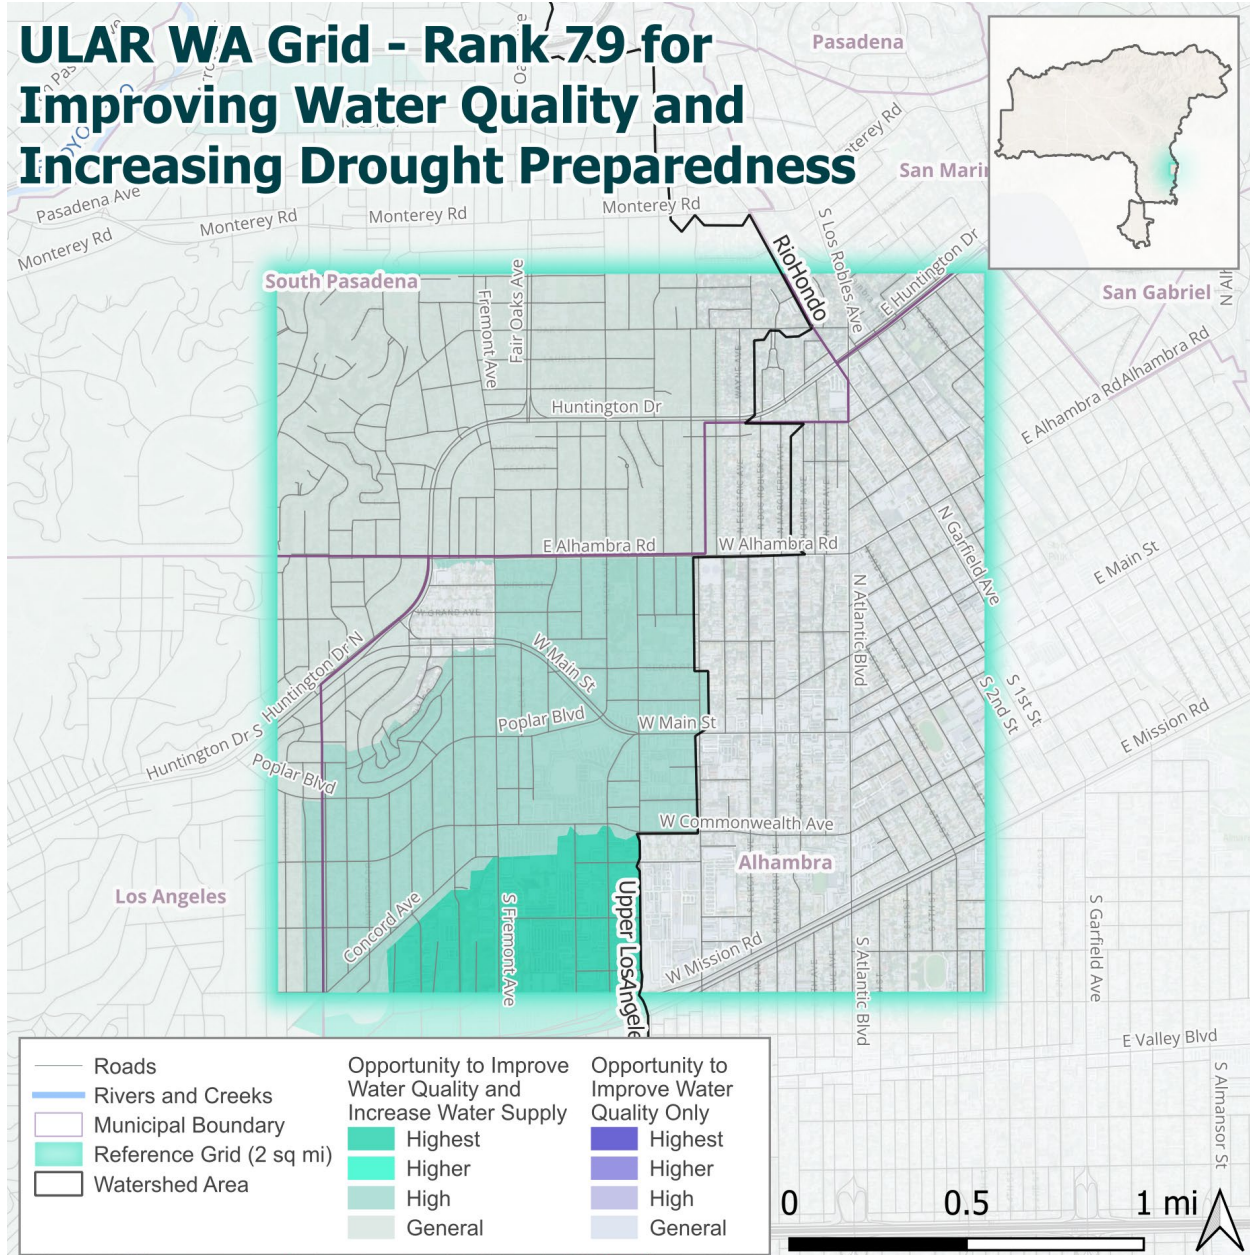 ULAR WA Grid - Rank 79 for
Improving Water Quality and
Increasing Drought Preparedness
Pasadena
San Marin
Monterey Rd
Pasadena Ave
Monterey Rd
Monterey Rd
Monterey Rd
Monterey Rd
RioHondo
S Los Robles Ave
E Huntington Dr
South Pasadena
San Gabriel
Fremont Ave
Fair Oaks Ave
Huntington Dr
E Alhambra Rd
Alhambra Rd
E Alhambra Rd
W Alhambra Rd
N Garfield Ave
E Main St
N Atlantic Blvd
Huntington Dr N
Huntington Dr S
W Main St
Poplar Blvd
W Main St
Poplar Blvd
S 1st St
S 2nd St
E Mission Rd
W Commonwealth Ave
Alhambra
Los Angeles
Concord Ave
S Fremont Ave
Upper LosAngele
W Mission Rd
S Atlantic Blvd
S Garfield Ave
E Valley Blvd
S Almansor St
Roads
Rivers and Creeks
Municipal Boundary
Reference Grid (2 sq mi)
Watershed Area
Opportunity to Improve
Water Quality and
Increase Water Supply
Highest
Higher
High
General
Opportunity to
Improve Water
Quality Only
Highest
Higher
High
General
0 0.5 1 mi